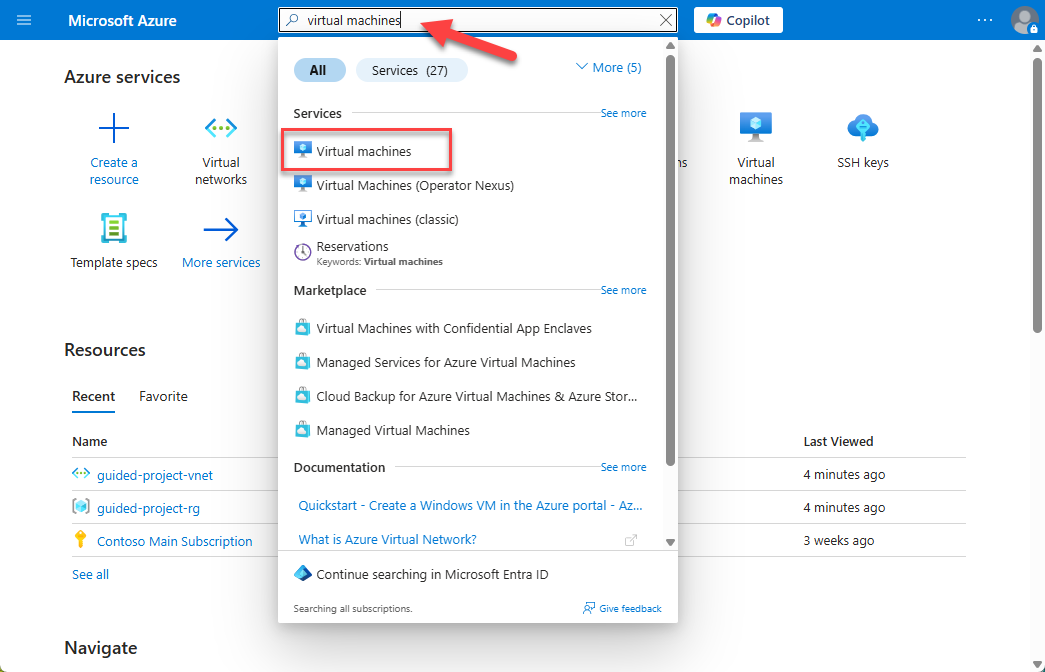 Microsoft Azure
virtual machines
Copilot
Azure services
Create a
resource
Virtual
networks
Virtual
machines
SSH keys
Template specs
More services
All
Services (27)
More (5)
Services
See more
Virtual machines
Virtual Machines (Operator Nexus)
Virtual machines (classic)
Reservations
Keywords: Virtual machines
Marketplace
See more
Virtual Machines with Confidential App Enclaves
Managed Services for Azure Virtual Machines
Cloud Backup for Azure Virtual Machines & Azure Stor...
Managed Virtual Machines
Documentation
See more
Quickstart - Create a Windows VM in the Azure portal - Az...
What is Azure Virtual Network?
Continue searching in Microsoft Entra ID
Searching all subscriptions.
Give feedback
Resources
Recent
Favorite
Name
Last Viewed
guided-project-vnet
4 minutes ago
guided-project-rg
4 minutes ago
Contoso Main Subscription
3 weeks ago
See all
Navigate